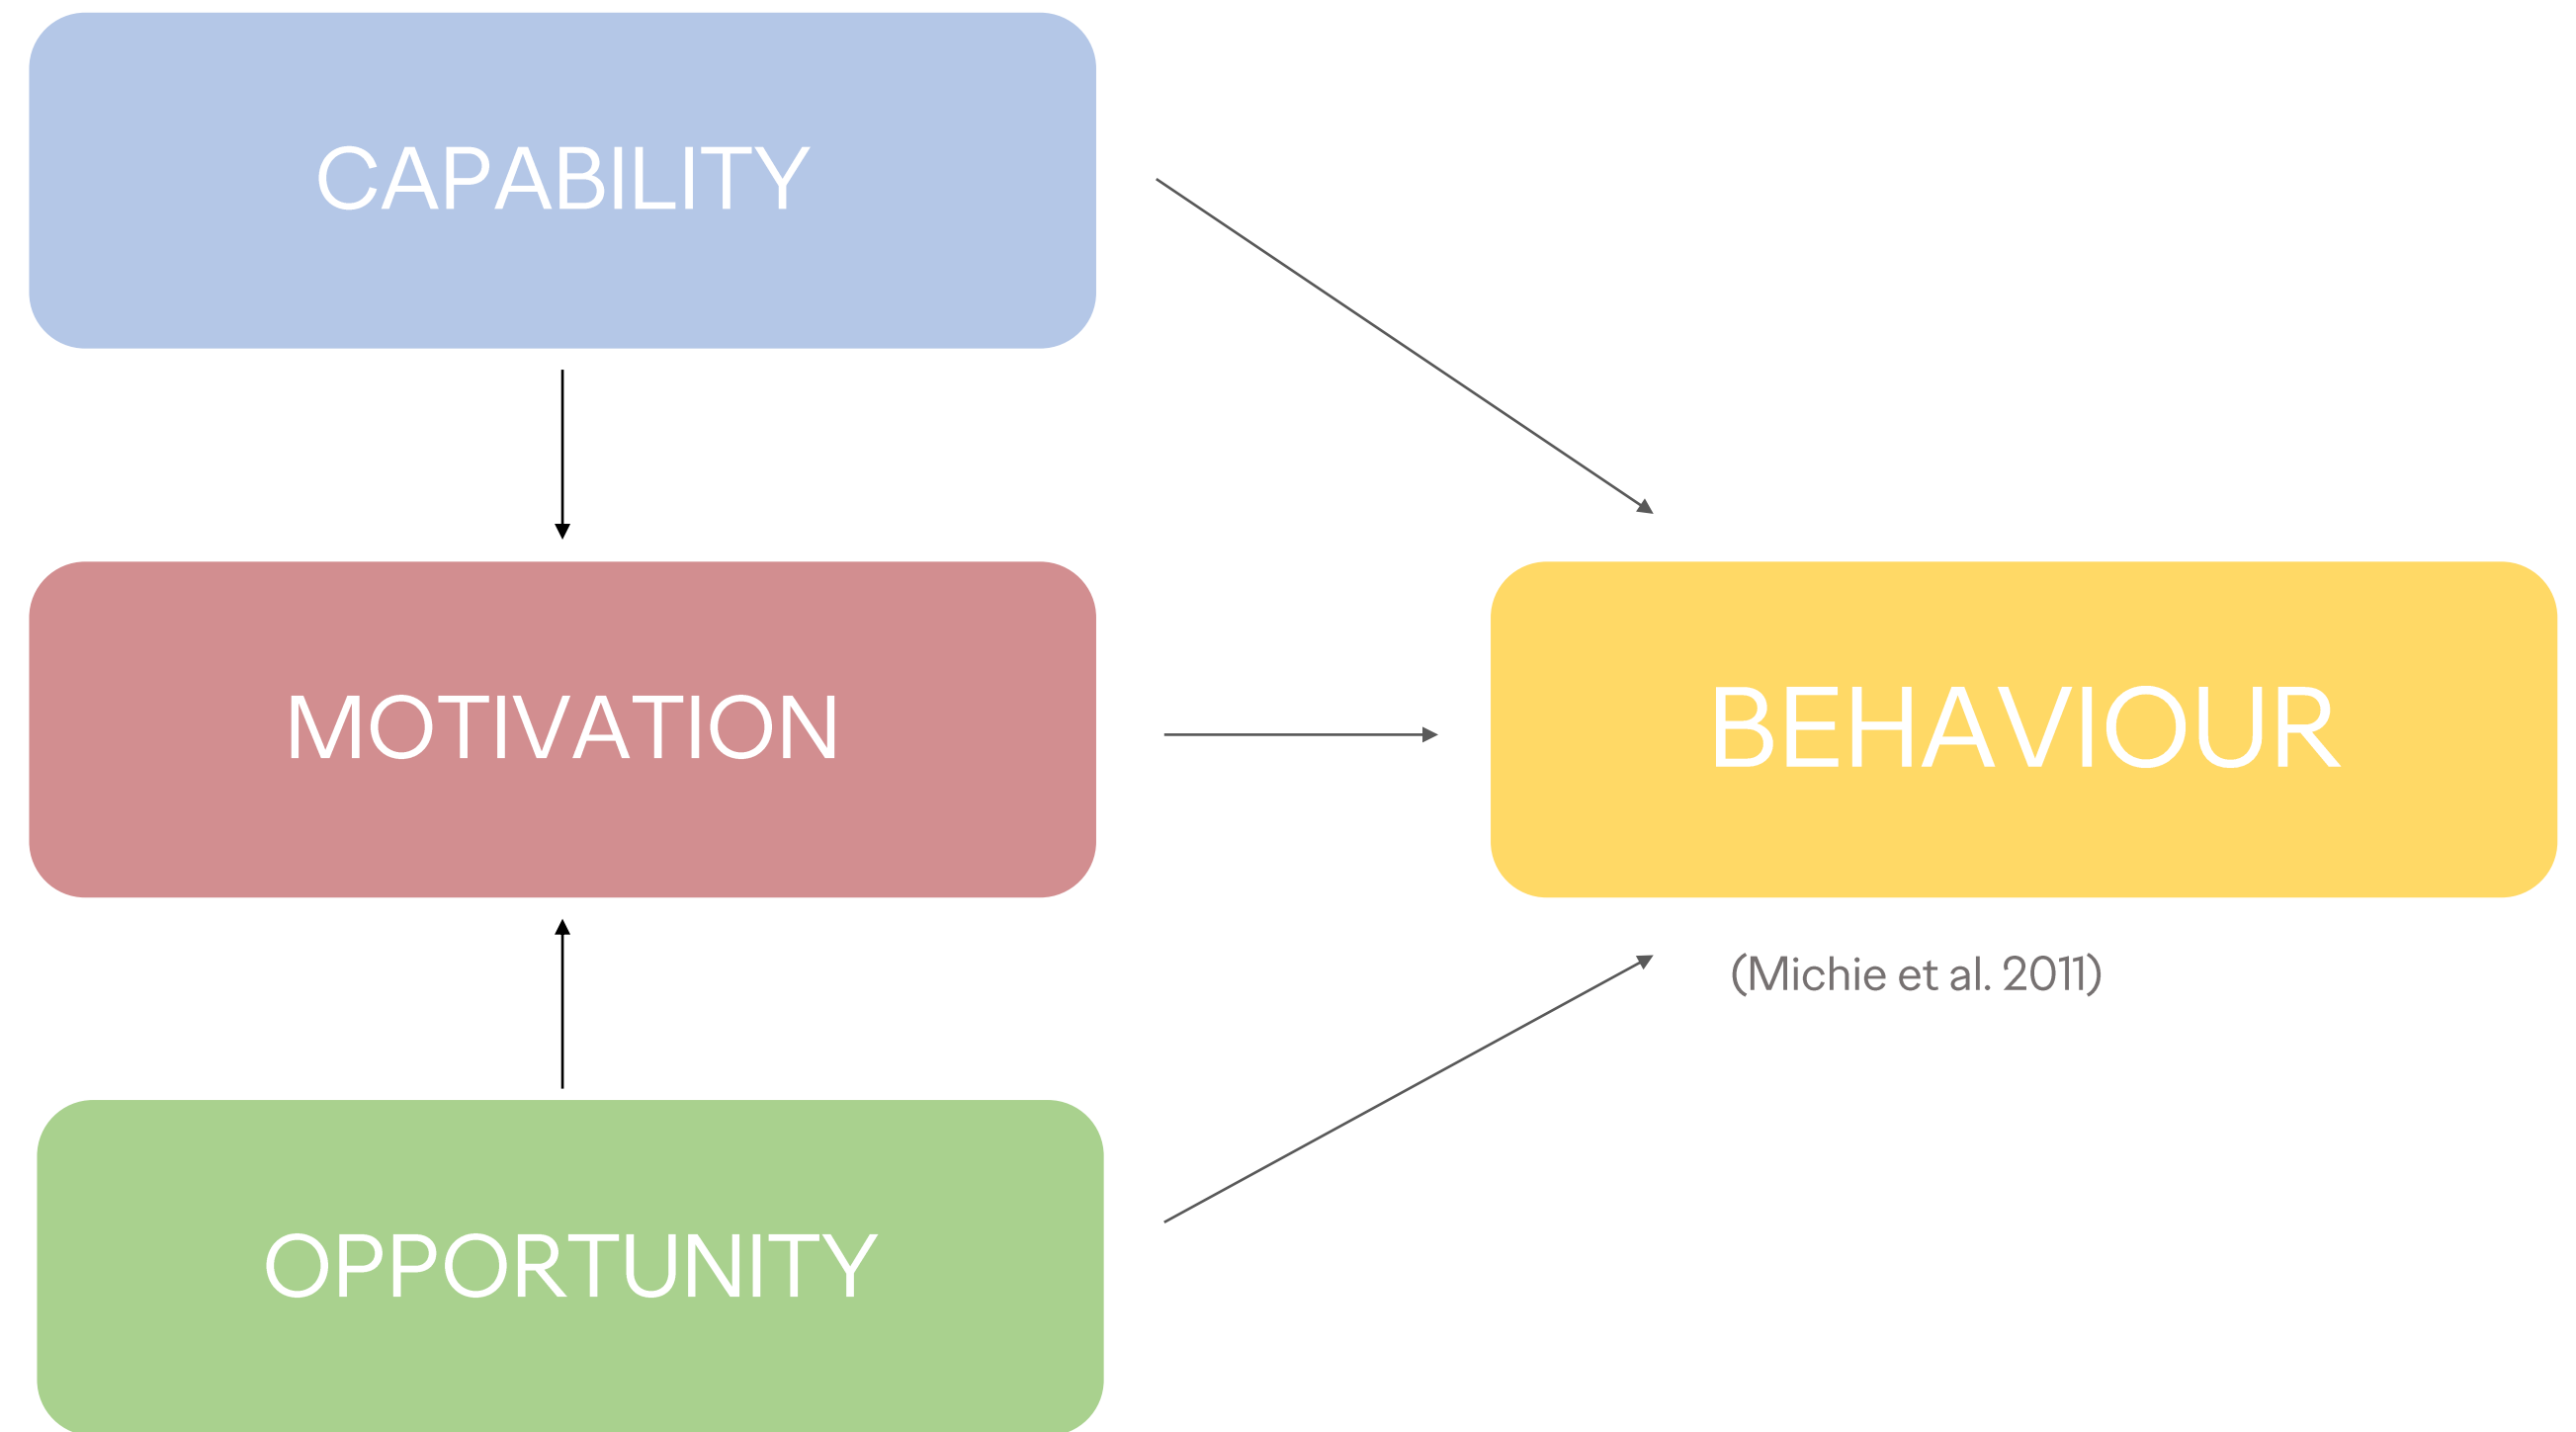 CAPABILITY
MOTIVATION
BEHAVIOUR
(Michie et al. 2011)
OPPORTUNITY